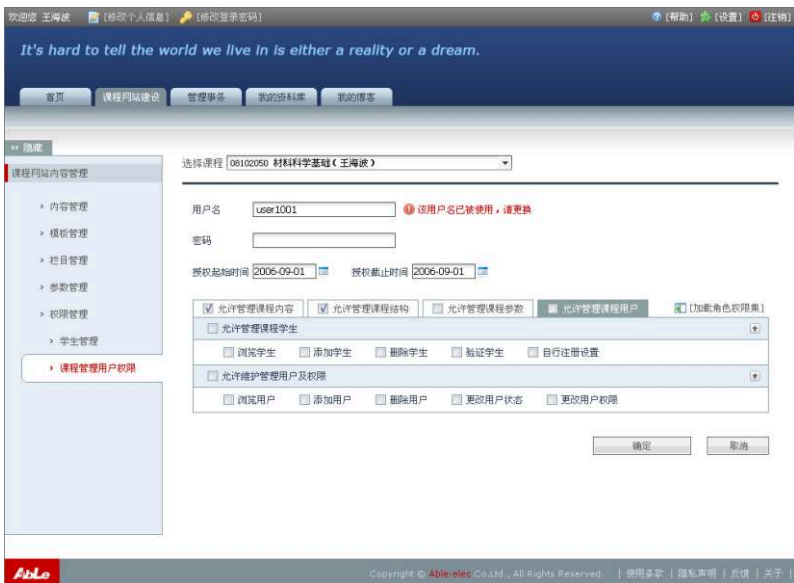 欢迎您 王海波 [修改个人信息] [修改登录密码] [帮助] [设置] [注销]
It's hard to tell the world we live in is either a reality or a dream.
首页 课程网站建设 管理事务 我的资料库 我的博客
<< 隐藏
课程网站内容管理
选择课程 08102050 材料科学基础(王海波)
› 内容管理
› 模板管理
› 栏目管理
› 参数管理
› 权限管理
› 学生管理
› 课程管理用户权限
用户名 user1001 该用户名已被使用，请更换
密码
授权起始时间 2006-09-01 授权截止时间 2006-09-01
允许管理课程内容 允许管理课程结构 允许管理课程参数 允许管理课程用户 [加载角色权限集]
允许管理课程学生
浏览学生 添加学生 删除学生 验证学生 自行注册设置
允许维护管理用户及权限
浏览用户 添加用户 删除用户 更改用户状态 更改用户权限
确定 取消
AbLe Copyright © Able-elec Co.Ltd., All Rights Reserved. | 使用条款 | 隐私声明 | 反馈 | 关于 |